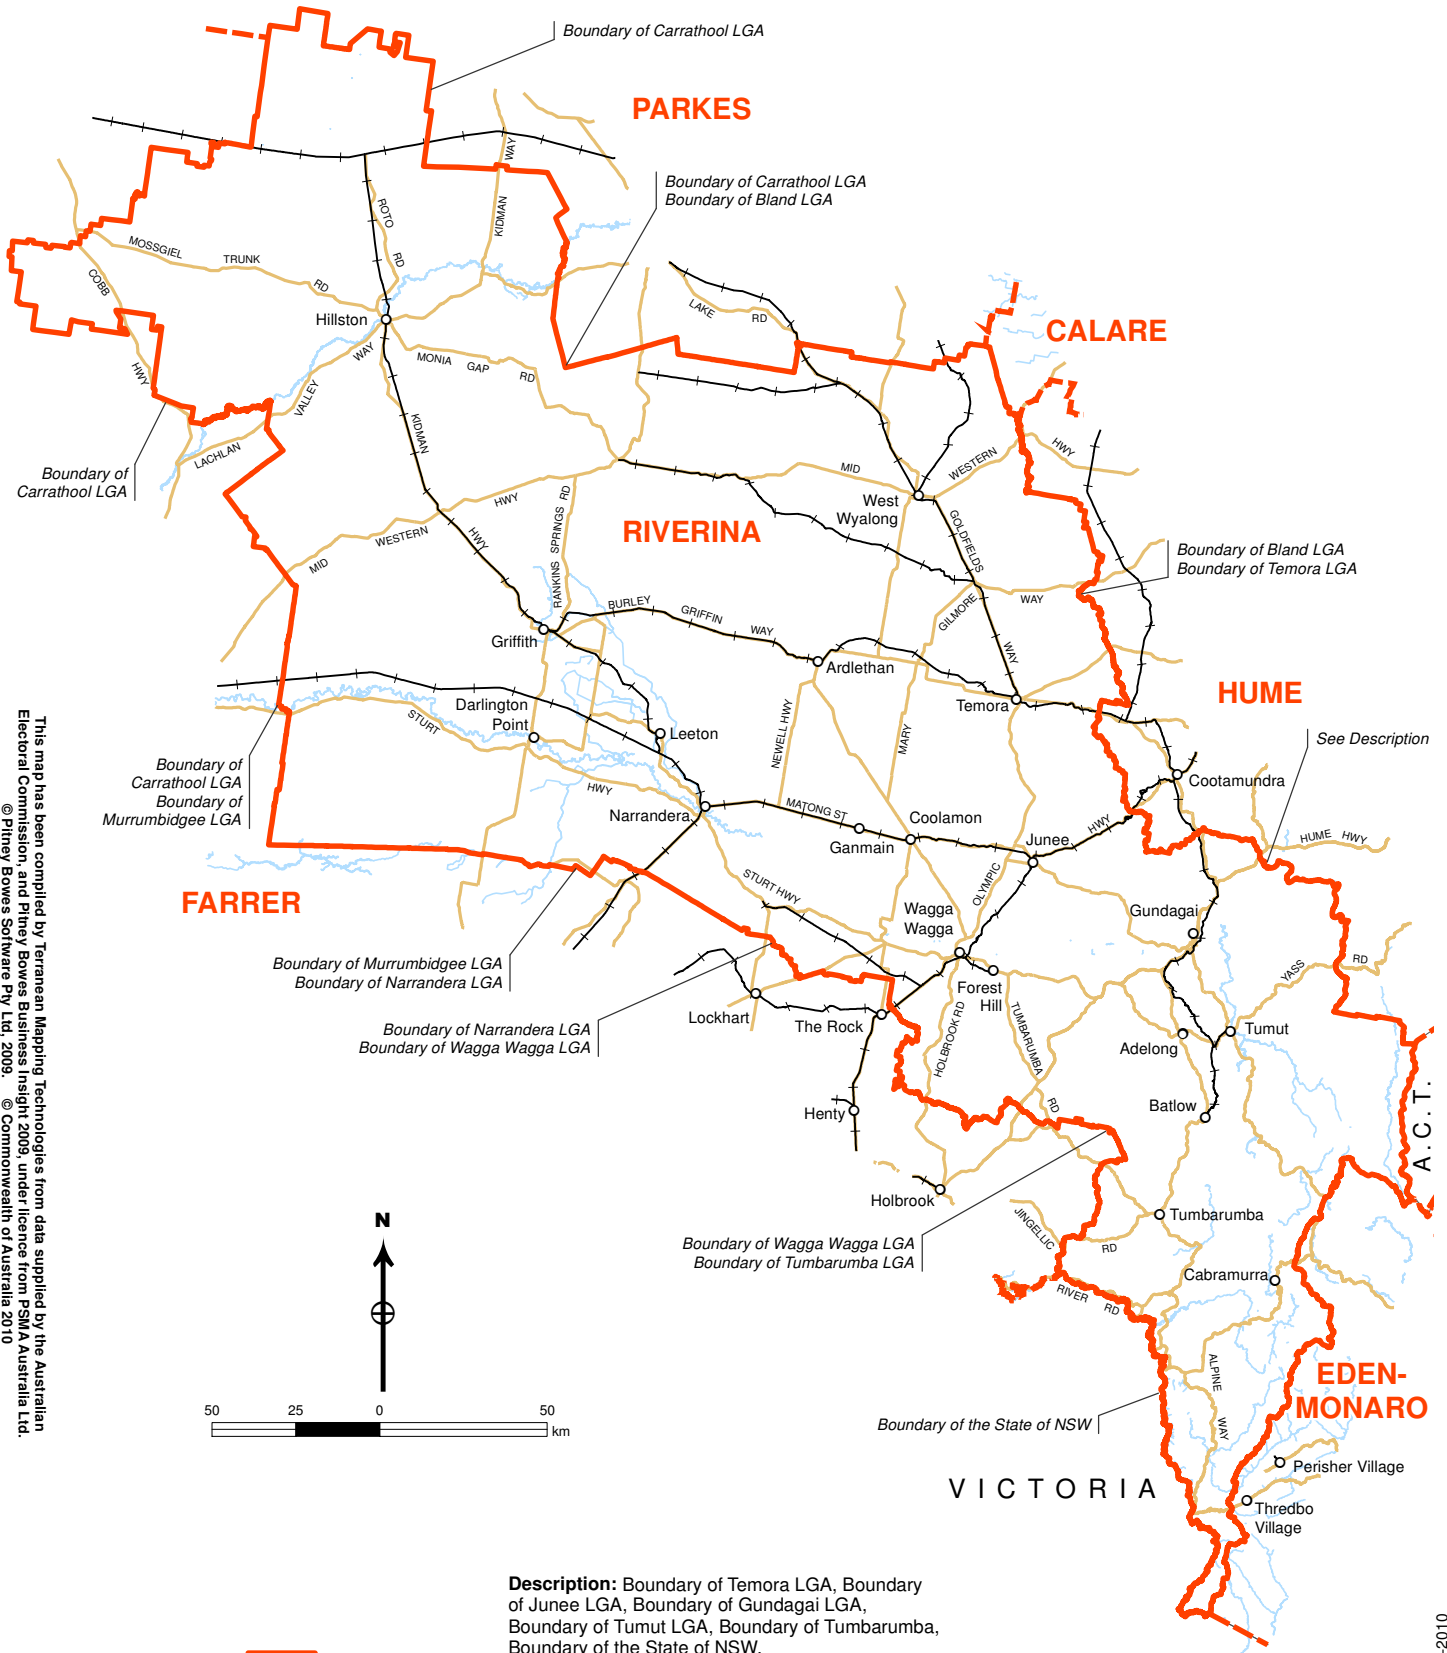 Boundary of Carrathool LGA
PARKES
Boundary of Carrathool LGA
Boundary of Bland LGA
WAY
KIDMAN
ROTO
RD
MOSSGIEL
TRUNK
RD
COBB
HWY
Hillston
LAKE
RD
CALARE
WAY
VALLEY
LACHLAN
MONIA
GAP
RD
KIDMAN
HWY
Boundary of
Carrathool LGA
MID
WESTERN
HWY
RANKINS SPRINGS RD
RIVERINA
MID
WESTERN
HWY
West
Wyalong
GOLDFIELDS
WAY
Boundary of Bland LGA
Boundary of Temora LGA
GILMORE
WAY
BURLEY
GRIFFIN
WAY
Griffith
Ardlethan
Temora
HUME
Darlington
Point
STURT
HWY
Leeton
NEWELL HWY
MARY
See Description
Boundary of
Carrathool LGA
Boundary of
Murrumbidgee LGA
Narrandera
MATONG ST
Ganmain
Coolamon
Junee
HWY
OLYMPIC
Cootamundra
HUME HWY
FARRER
STURT HWY
Wagga
Wagga
Forest
Hill
Gundagai
YASS
RD
Boundary of Murrumbidgee LGA
Boundary of Narrandera LGA
Boundary of Narrandera LGA
Boundary of Wagga Wagga LGA
Lockhart
The Rock
HOLBROOK RD
TUMBARUMBA
RD
Adelong
Tumut
Batlow
A.C.T.
Henty
Holbrook
Tumbarumba
JINGELLIC
RD
Boundary of Wagga Wagga LGA
Boundary of Tumbarumba LGA
Cabramurra
RIVER
RD
ALPINE
WAY
EDEN-
MONARO
Boundary of the State of NSW
VICTORIA
Perisher Village
Thredbo
Village
N
50 25 0 50
km
This map has been compiled by Terranean Mapping Technologies from data supplied by the Australian
Electoral Commission, and Pitney Bowes Business Insight 2009, under licence from PSMA Australia Ltd.
© Pitney Bowes Software Pty Ltd, 2009. © Commonwealth of Australia 2010
Description: Boundary of Temora LGA, Boundary
of Junee LGA, Boundary of Gundagai LGA,
Boundary of Tumut LGA, Boundary of Tumbarumba,
Boundary of the State of NSW.
-2010